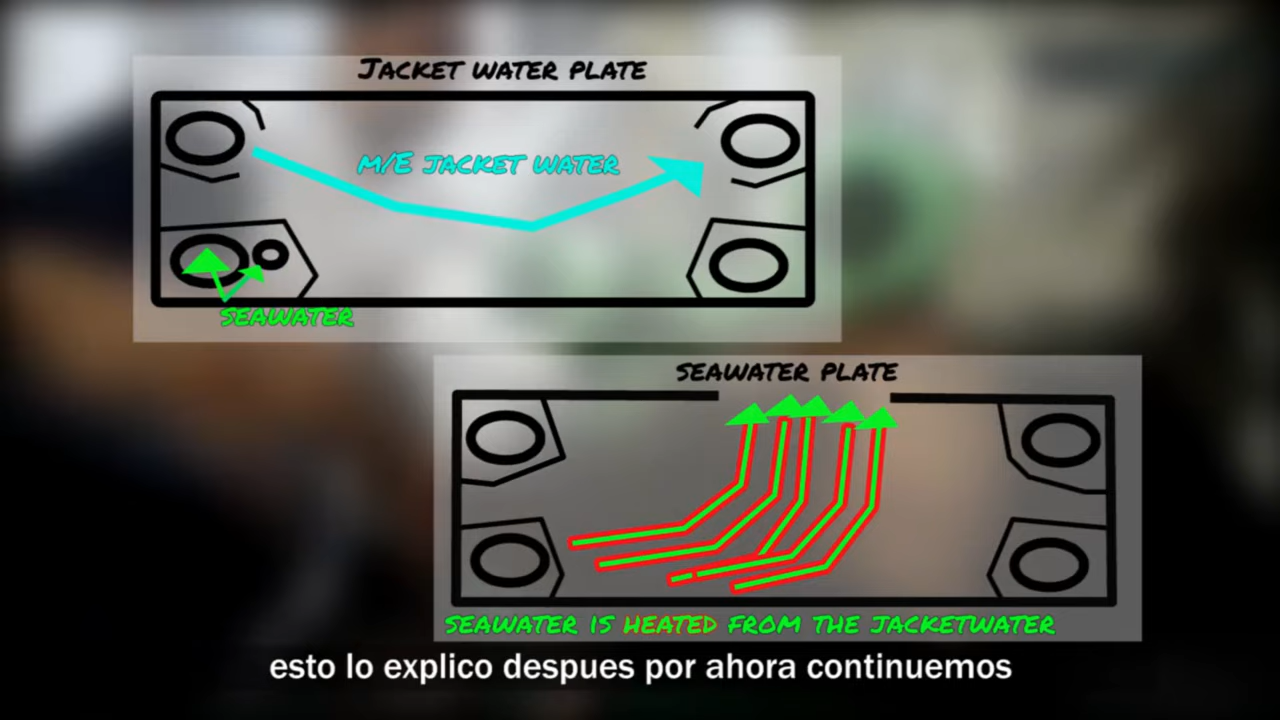 JACKET WATER PLATE
M/E JACKET WATER
SEAWATER
SEAWATER PLATE
SEAWATER IS HEATED FROM THE JACKETWATER
esto lo explico despues por ahora continuemos